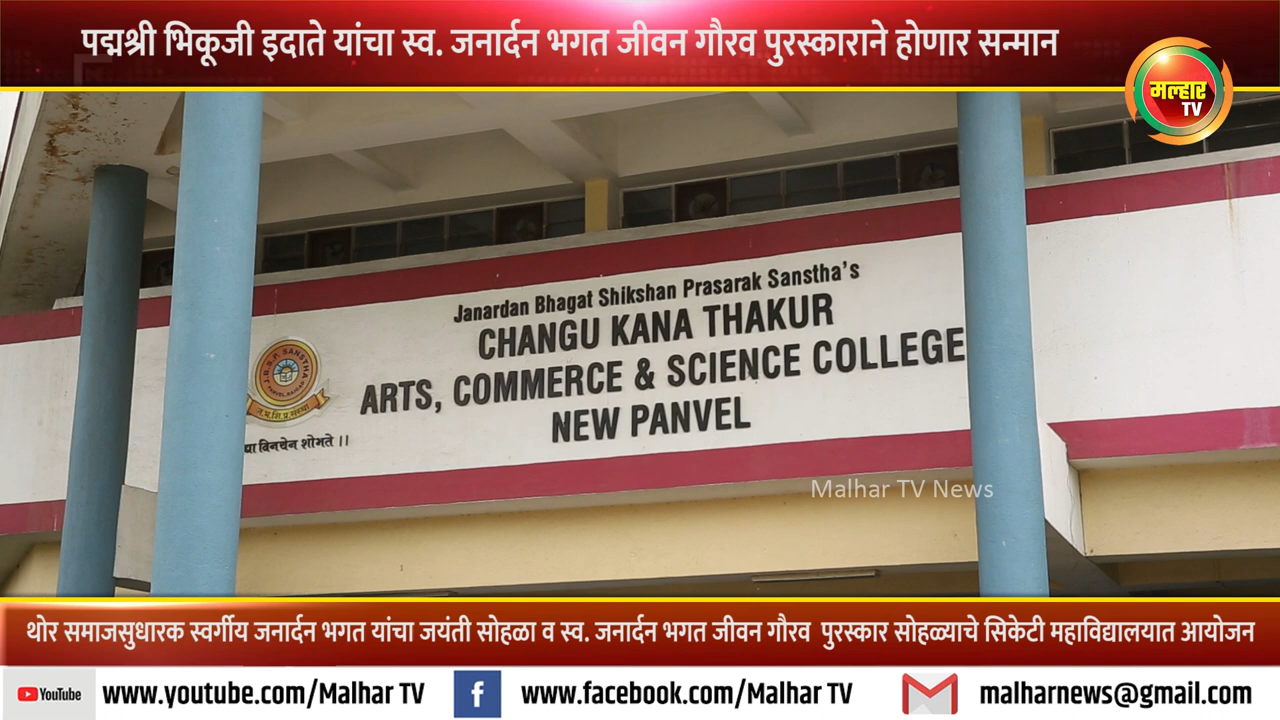 पद्मश्री भिकूजी इदाते यांचा स्व. जनार्दन भगत जीवन गौरव पुरस्काराने होणार सन्मान
मल्हार
TV
Janardan Bhagat Shikshan Prasarak Sanstha's
CHANGU KANA THAKUR
ARTS, COMMERCE & SCIENCE COLLEGE
NEW PANVEL
J.B.S.P. SANSTHA
ज.भ.शि.प्र.संस्था
विनयेन शोभते ।।
Malhar TV News
थोर समाजसुधारक स्वर्गीय जनार्दन भगत यांचा जयंती सोहळा व स्व. जनार्दन भगत जीवन गौरव पुरस्कार सोहळ्याचे सिकेटी महाविद्यालयात आयोजन
YouTube www.youtube.com/Malhar TV f www.facebook.com/Malhar TV malharnews@gmail.com